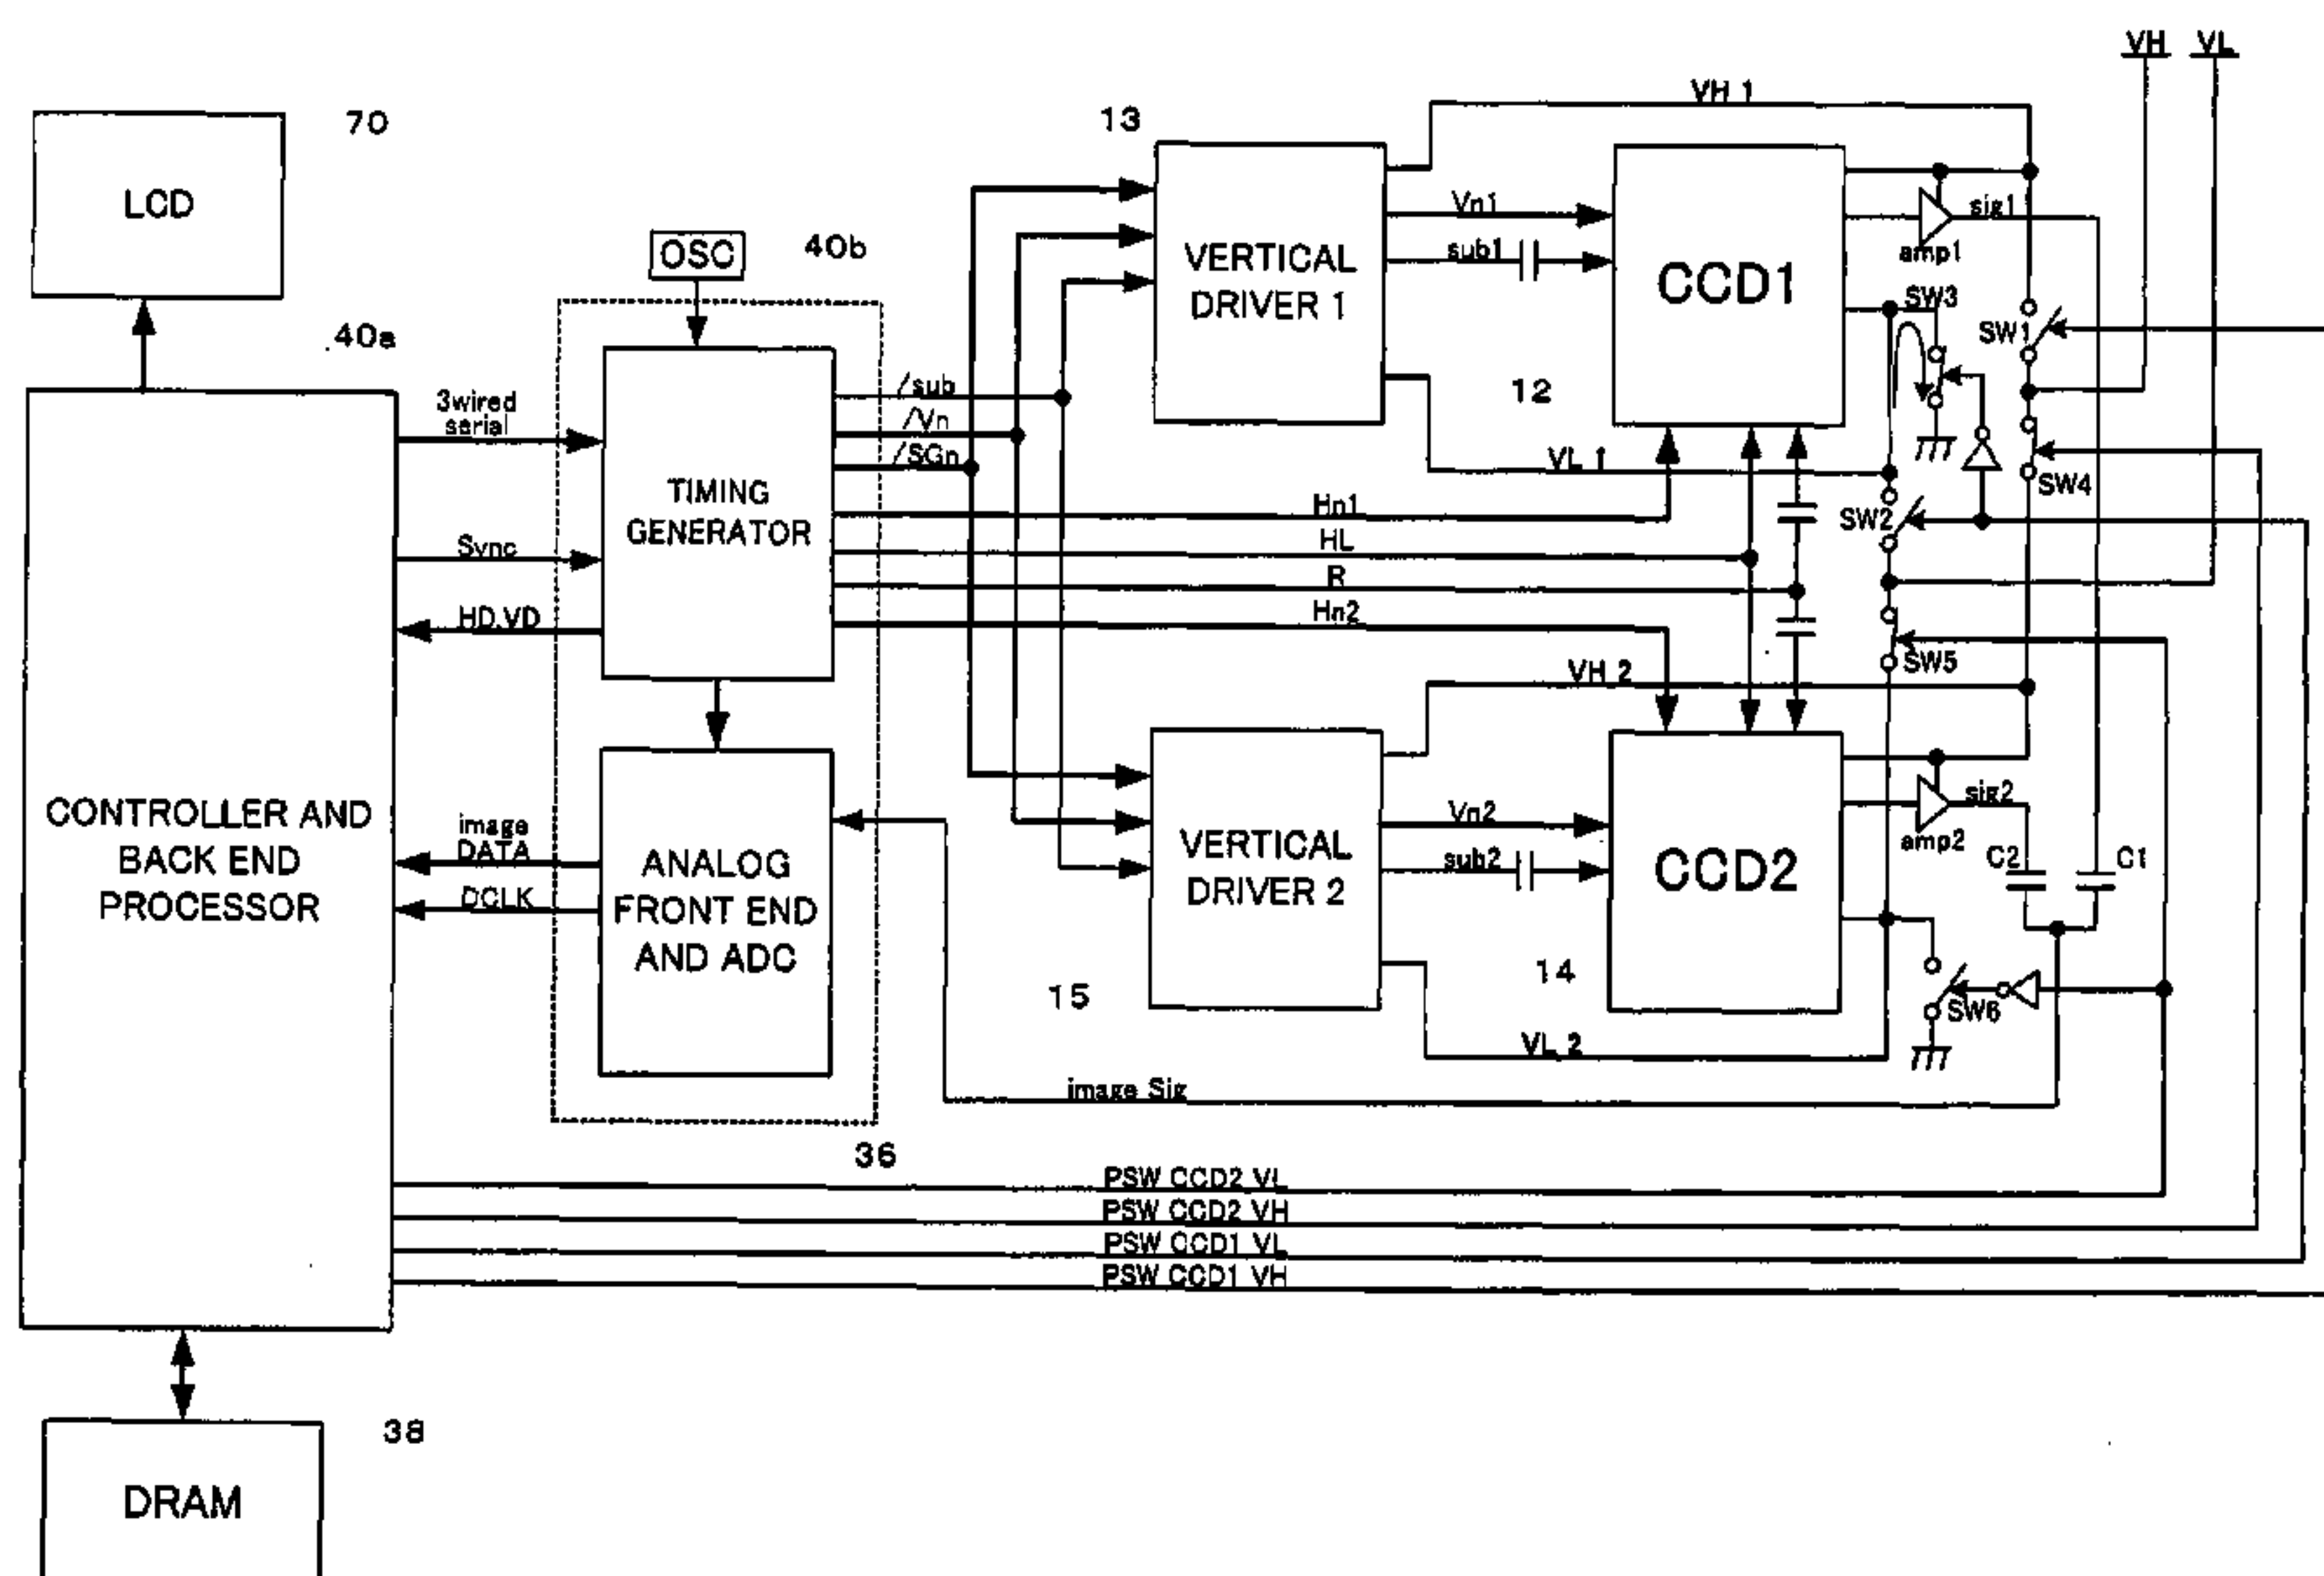 VH VL
70
13
VH 1
LCD
OSC
40b
Vn1
sub1
sig1
amp1
VERTICAL
DRIVER 1
CCD1
SW3
SW1
.40a
12
3wired
serial
/sub
/Vn
/SGn
VL 1
SW4
TIMING
GENERATOR
Hn1
SW2
Sync
HL
R
HD.VD
Hn2
SW5
VH 2
CONTROLLER AND
BACK END
PROCESSOR
image
DATA
DCLK
ANALOG
FRONT END
AND ADC
VERTICAL
DRIVER 2
Vn2
sub2
CCD2
sig2
amp2
C2
C1
15
14
SW6
VL 2
image Sig
36
PSW CCD2 VL
PSW CCD2 VH
PSW CCD1 VL
PSW CCD1 VH
38
DRAM